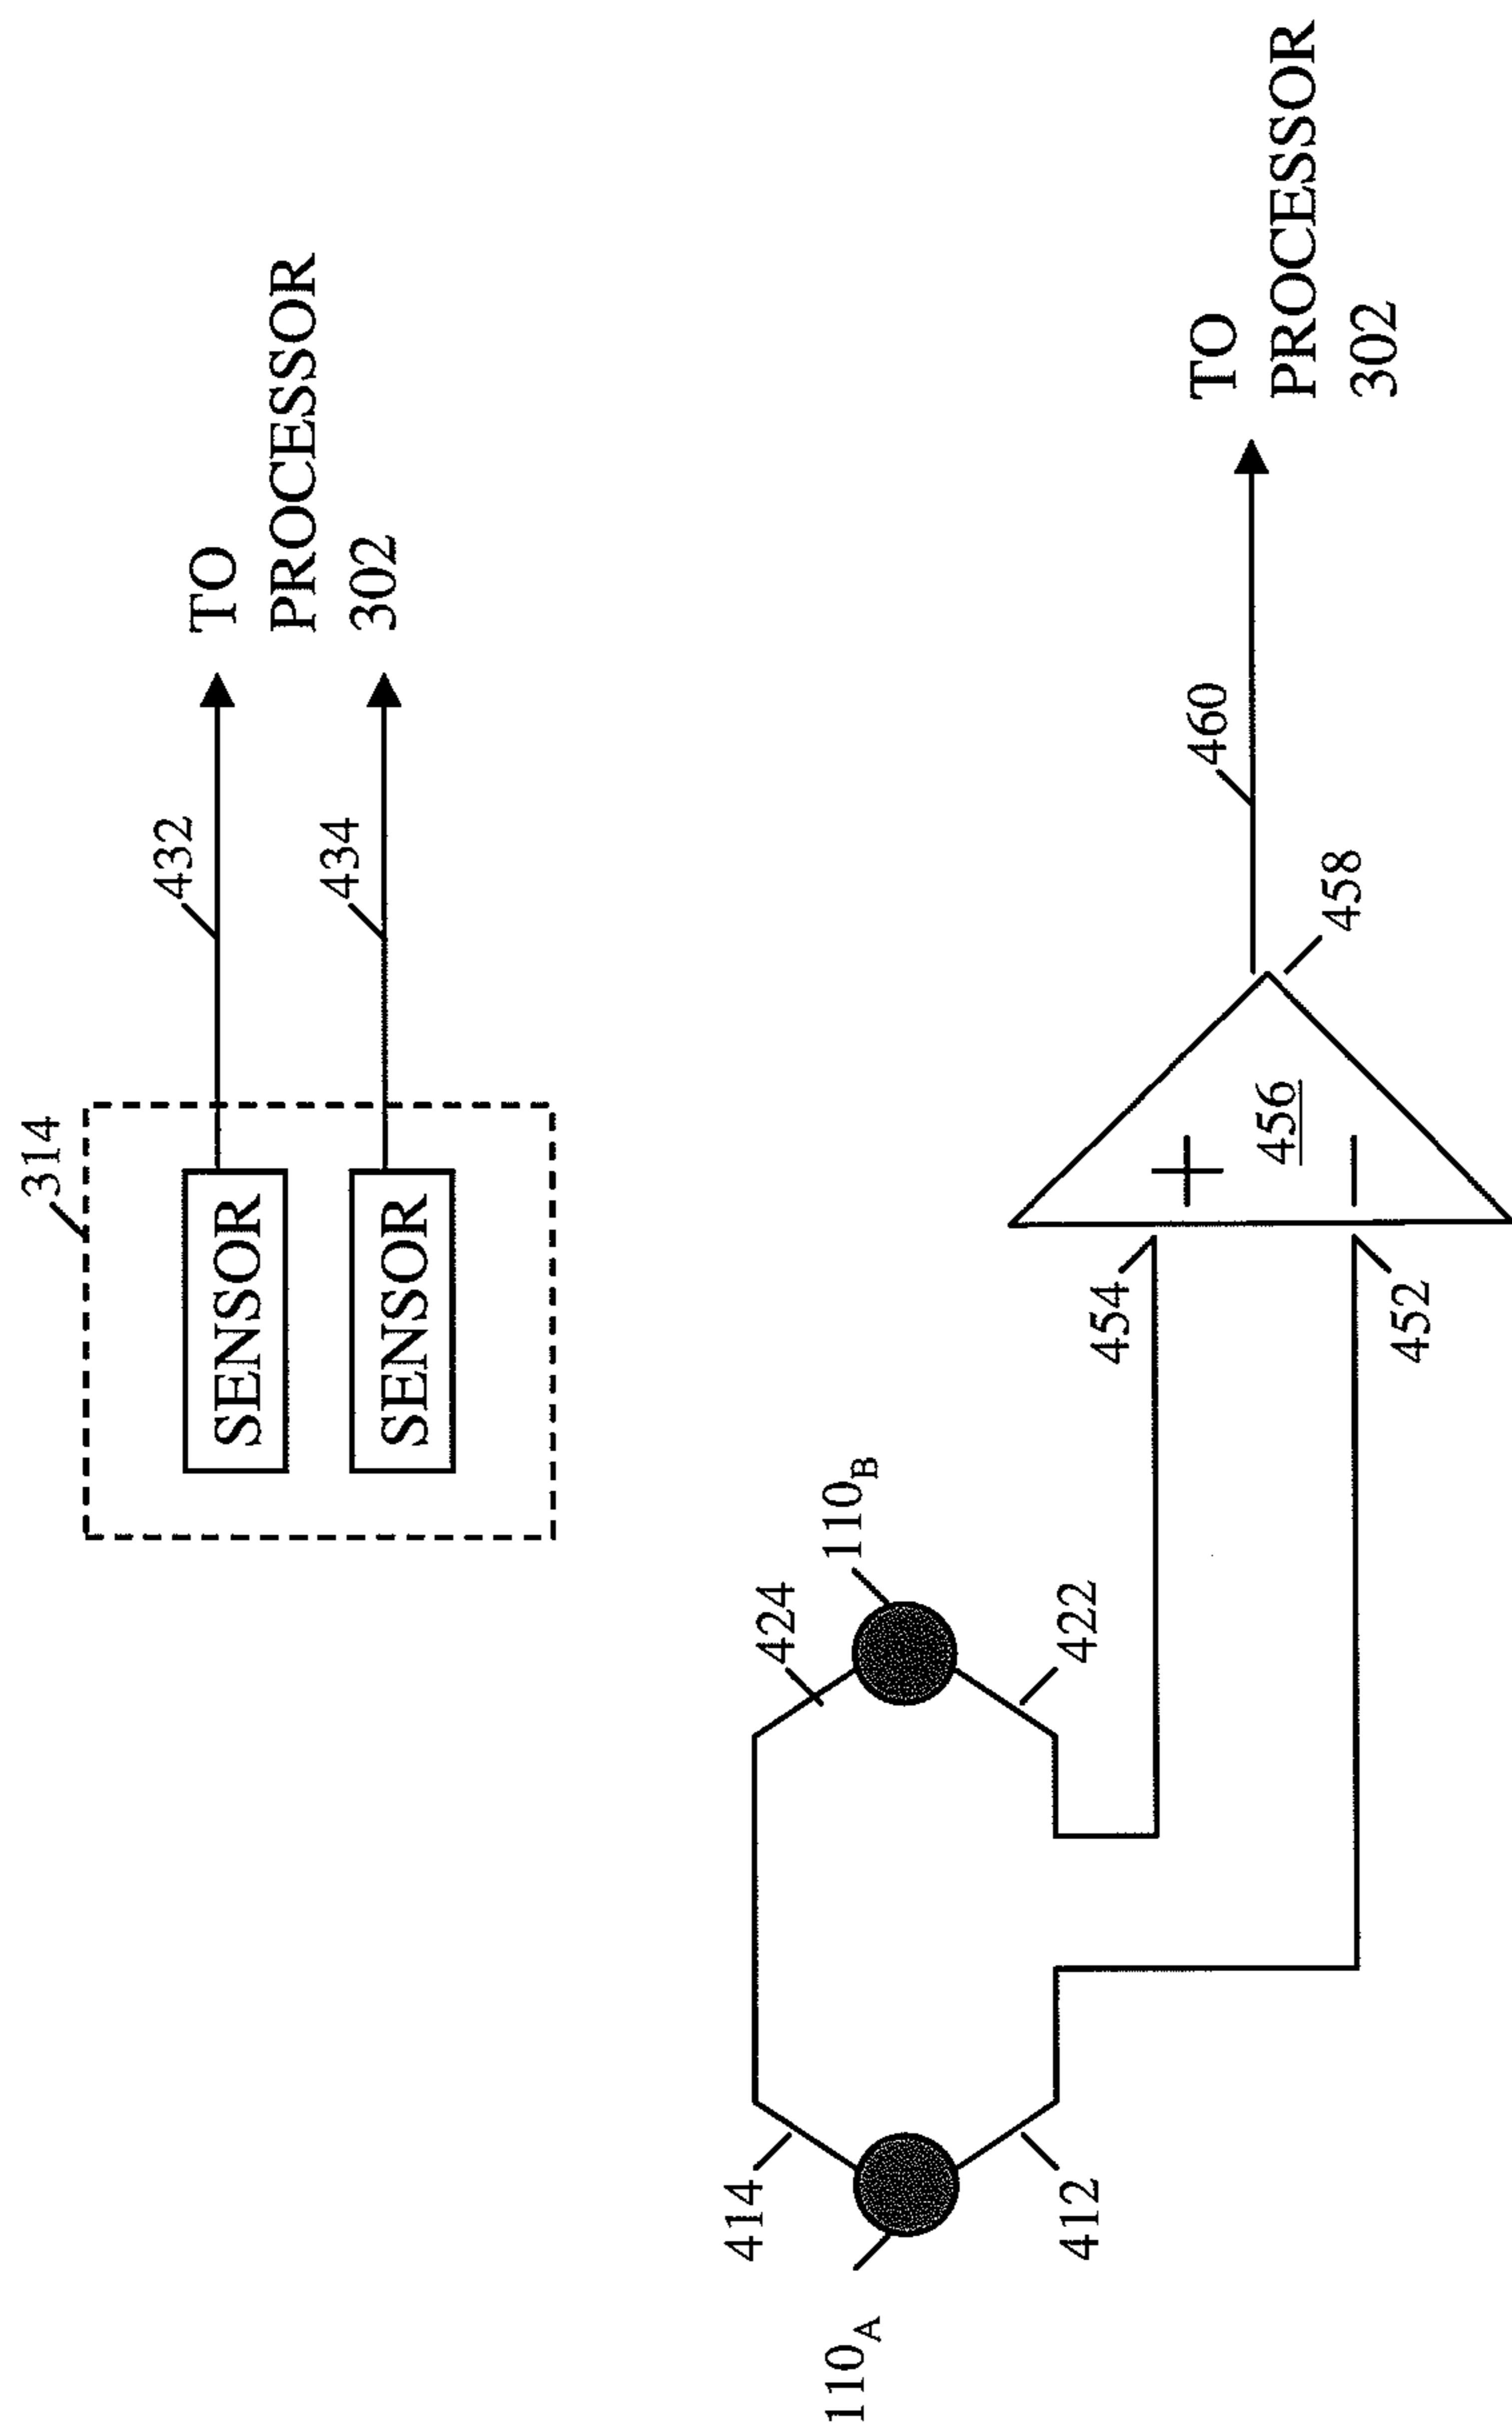 314
SENSOR
432
TO
PROCESSOR
302
SENSOR
434
414
424
110B
110A
412
422
454
+
456
−
452
458
460
TO
PROCESSOR
302